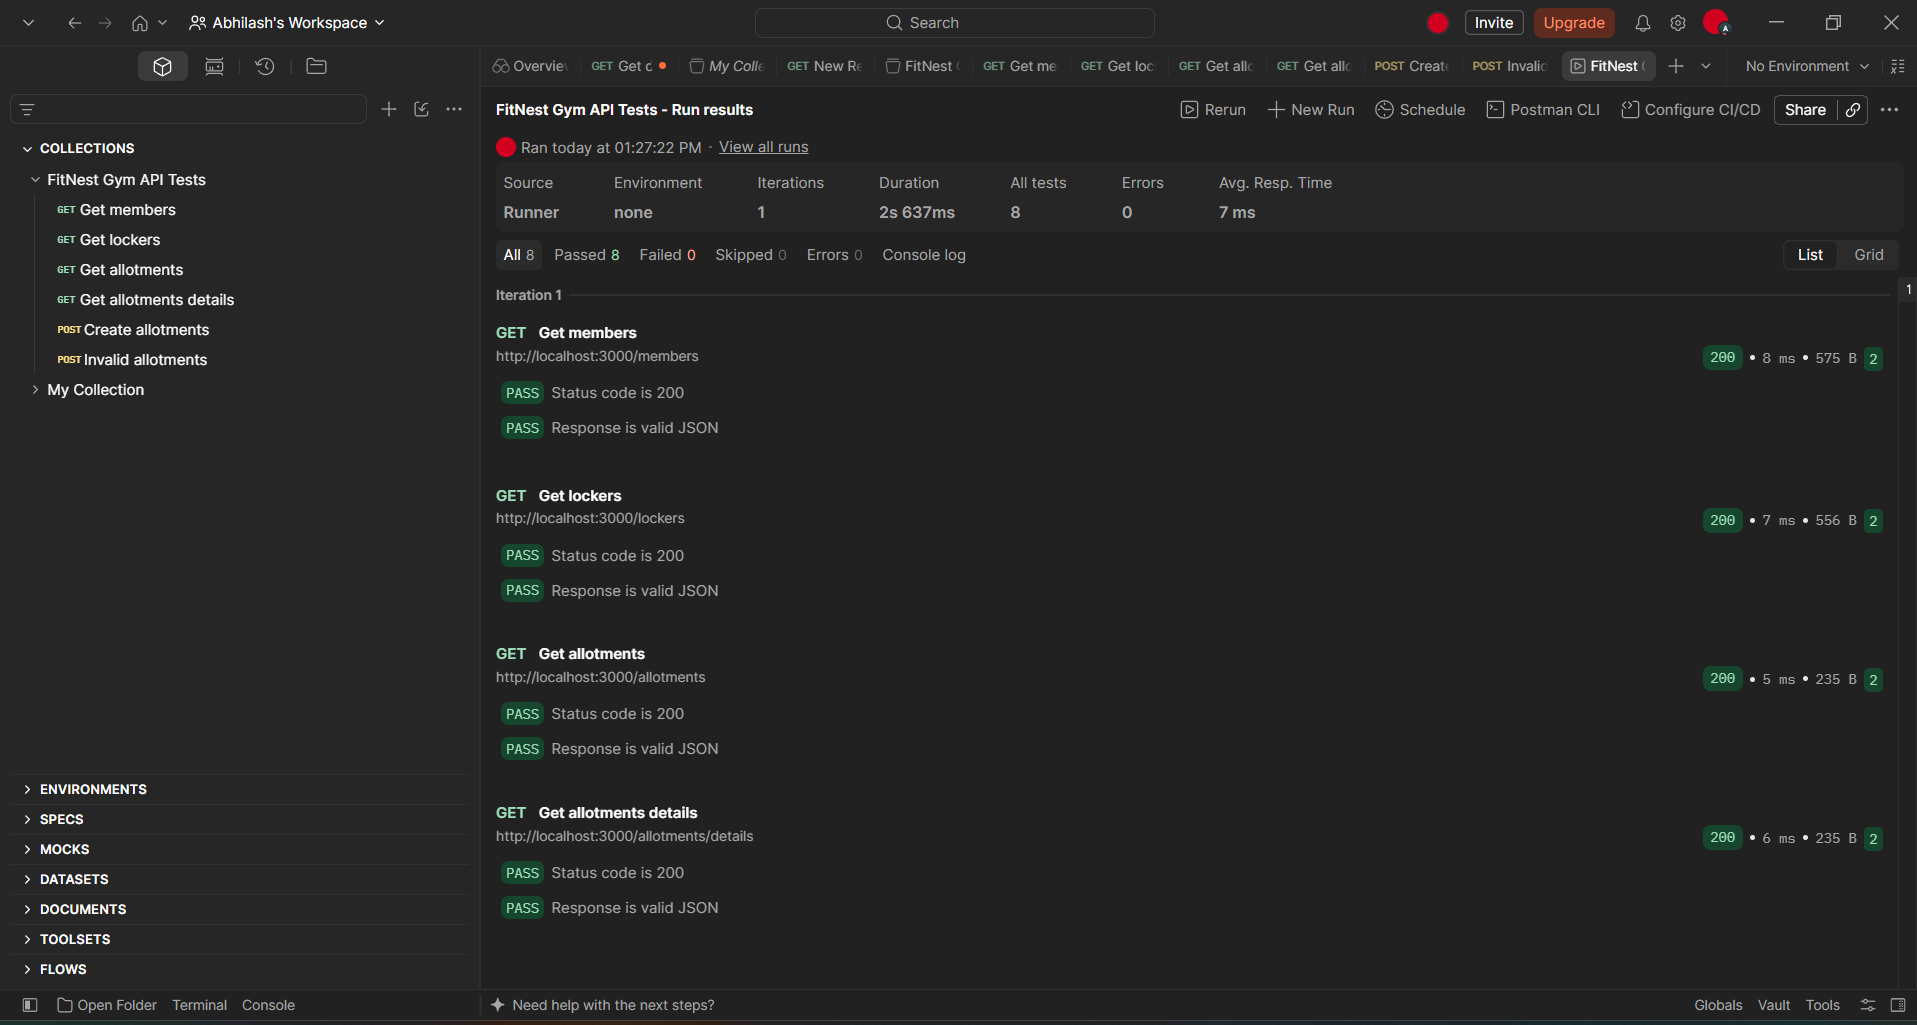 Abhilash's Workspace
Search
Invite
Upgrade
A
Overvie
GET Get c
My Colle
GET New Re
FitNest
GET Get me
GET Get loc
GET Get allc
GET Get allc
POST Create
POST Invalid
FitNest
No Environment
COLLECTIONS
FitNest Gym API Tests
GET Get members
GET Get lockers
GET Get allotments
GET Get allotments details
POST Create allotments
POST Invalid allotments
My Collection
ENVIRONMENTS
SPECS
MOCKS
DATASETS
DOCUMENTS
TOOLSETS
FLOWS
FitNest Gym API Tests - Run results
Rerun
New Run
Schedule
Postman CLI
Configure CI/CD
Share
Ran today at 01:27:22 PM · View all runs
Source Environment Iterations Duration All tests Errors Avg. Resp. Time
Runner none 1 2s 637ms 8 0 7 ms
All 8 Passed 8 Failed 0 Skipped 0 Errors 0 Console log
List Grid
Iteration 1
1
GET Get members
http://localhost:3000/members
200 • 8 ms • 575 B 2
PASS Status code is 200
PASS Response is valid JSON
GET Get lockers
http://localhost:3000/lockers
200 • 7 ms • 556 B 2
PASS Status code is 200
PASS Response is valid JSON
GET Get allotments
http://localhost:3000/allotments
200 • 5 ms • 235 B 2
PASS Status code is 200
PASS Response is valid JSON
GET Get allotments details
http://localhost:3000/allotments/details
200 • 6 ms • 235 B 2
PASS Status code is 200
PASS Response is valid JSON
Open Folder Terminal Console
Need help with the next steps?
Globals Vault Tools